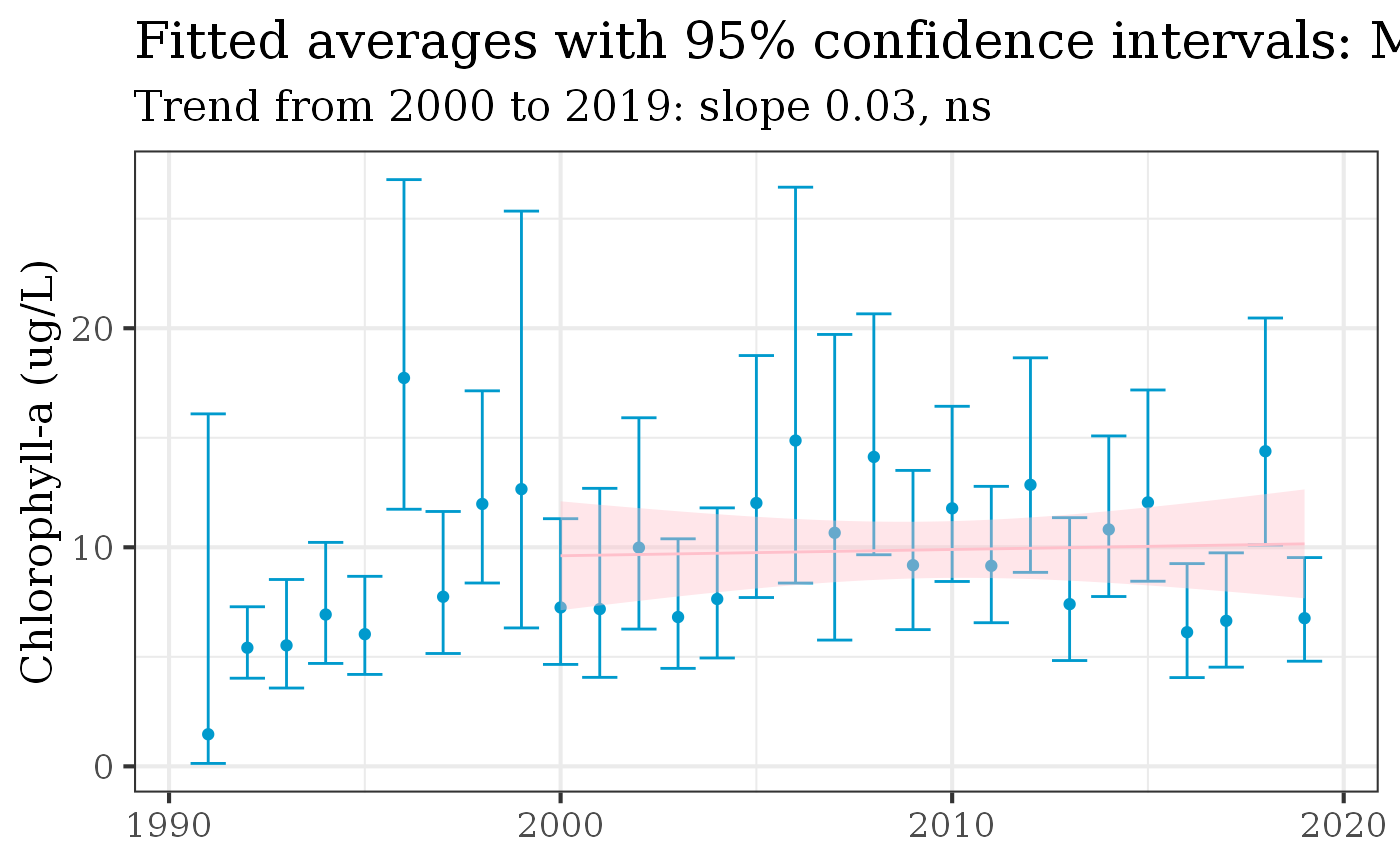 Fitted averages with 95% confidence intervals: M
Trend from 2000 to 2019: slope 0.03, ns
Chlorophyll-a (ug/L)
20
10
0
1990 2000 2010 2020